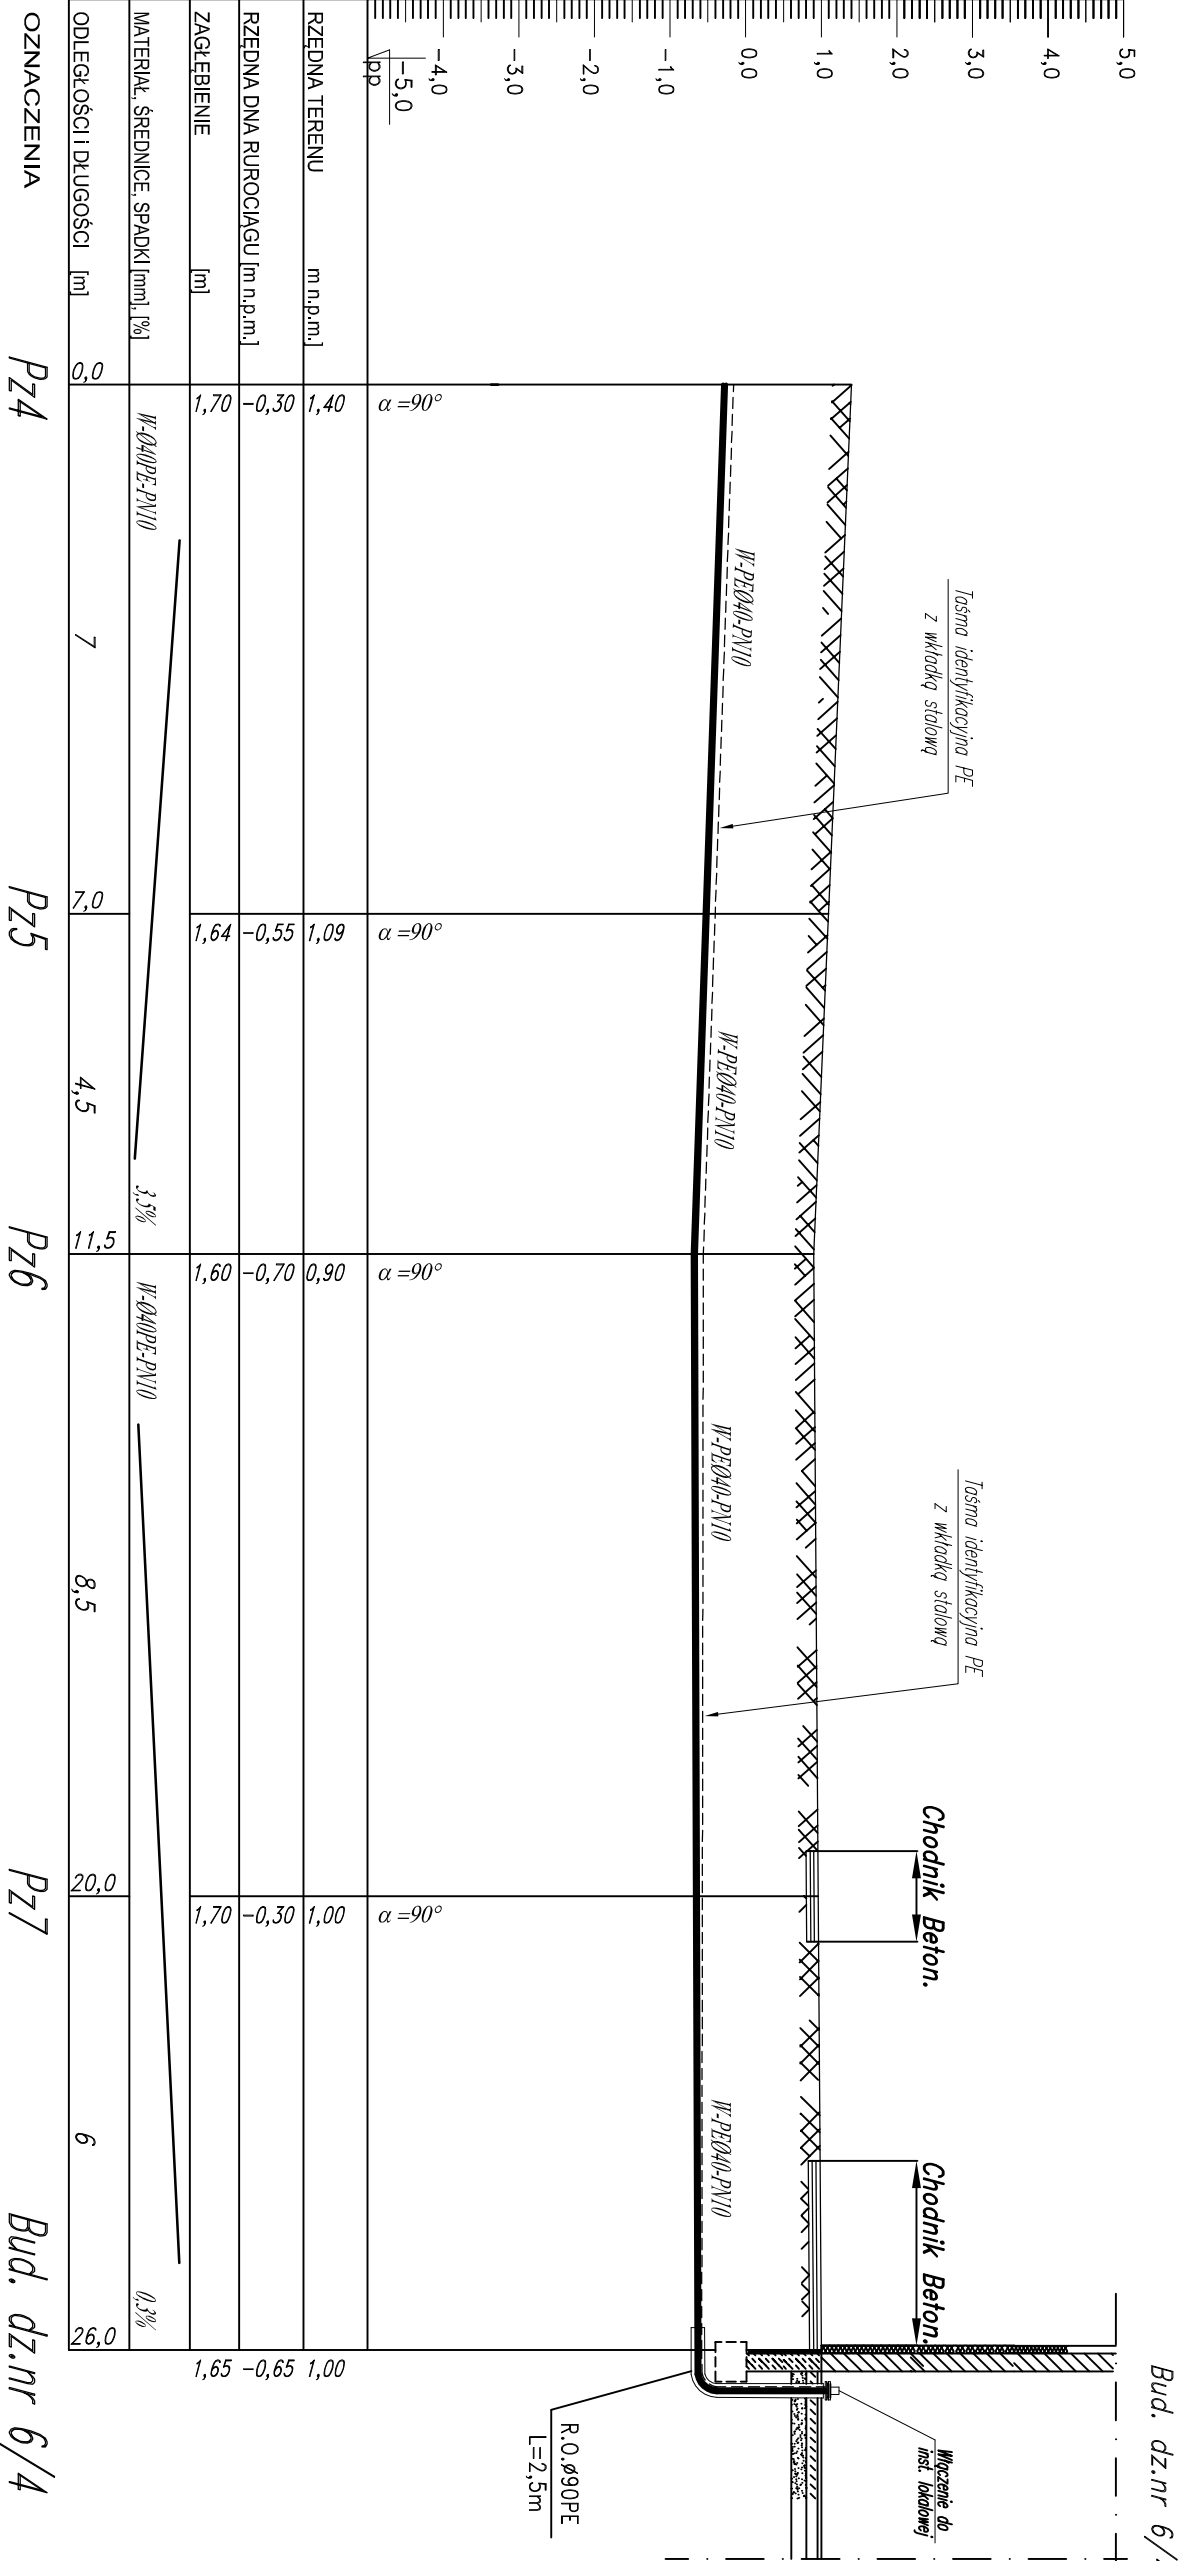 5,0
4,0
3,0
2,0
1,0
0,0
-1,0
-2,0
-3,0
-4,0
-5,0
pp
Bud. dz.nr 6/
Taśma identyfikacyjna PE
z wkładką stalową
Taśma identyfikacyjna PE
z wkładką stalową
Chodnik Beton.
Chodnik Beton.
Włączenie do
inst. lokalowej
W-PEØ40-PN10
W-PEØ40-PN10
W-PEØ40-PN10
W-PEØ40-PN10
R.O.ø90PE
L=2,5m
α=90°
α=90°
α=90°
α=90°
RZĘDNA TERENU m n.p.m.] 1,40 1,09 0,90 1,00 1,00
RZĘDNA DNA RUROCIĄGU [m n.p.m.] -0,30 -0,55 -0,70 -0,30 -0,65
ZAGŁĘBIENIE [m] 1,70 1,64 1,60 1,70 1,65
MATERIAŁ, ŚREDNICE, SPADKI [mm], [%] W-Ø40PE-PN10 3,5% W-Ø40PE-PN10 0,3%
ODLEGŁOŚCI i DŁUGOŚCI [m] 0,0 7 7,0 4,5 11,5 8,5 20,0 6 26,0
OZNACZENIA Pz4 Pz5 Pz6 Pz7 Bud. dz.nr 6/4